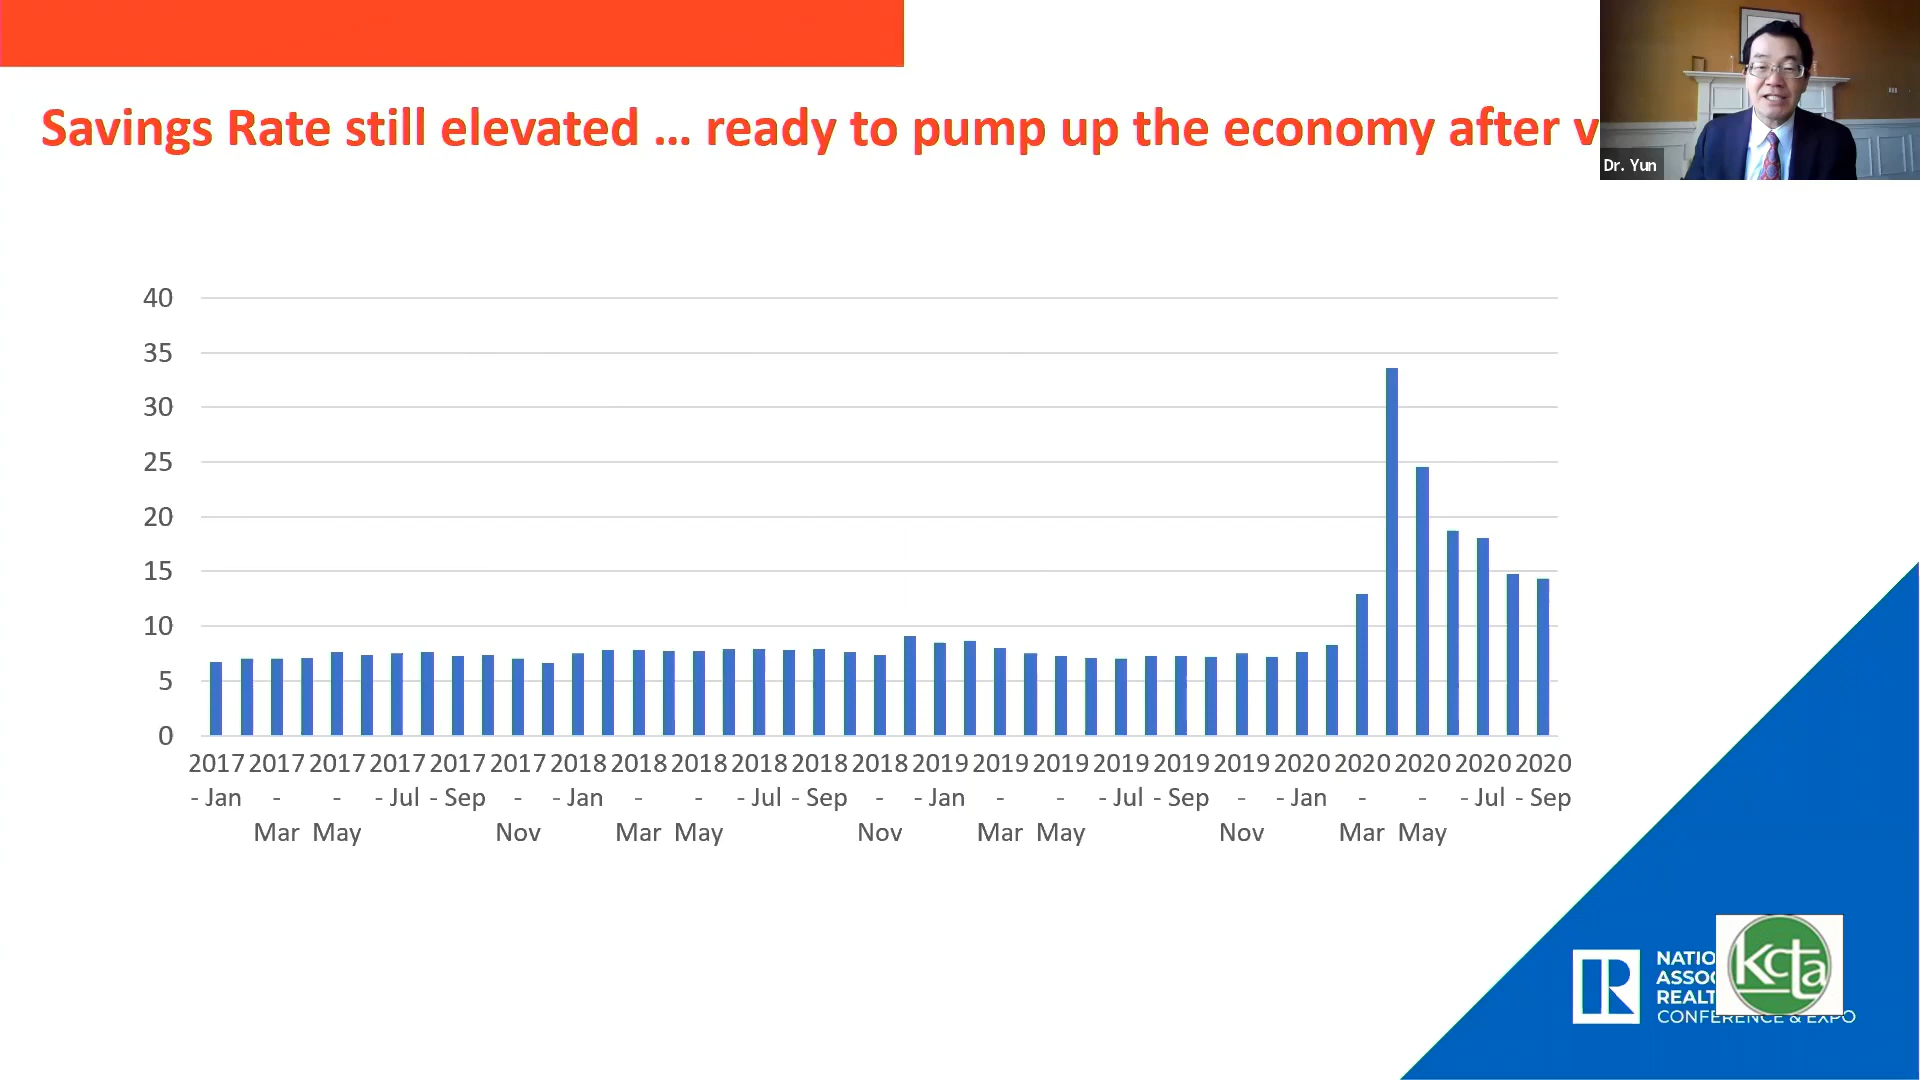 Savings Rate still elevated ... ready to pump up the economy after
Dr. Yun
40
35
30
25
20
15
10
5
0
2017 2017 2017 2017 2017 2017 2018 2018 2018 2018 2018 2018 2019 2019 2019 2019 2019 2019 2020 2020 2020 2020 2020
- Jan - - - Jul - Sep - - Jan - - - Jul - Sep - - Jan - - - Jul - Sep - - Jan - - - Jul - Sep
Mar May Nov Mar May Nov Mar May Nov Mar May
R
NATIO
ASSOC
REALT
CONFERENCE & EXPO
kcta